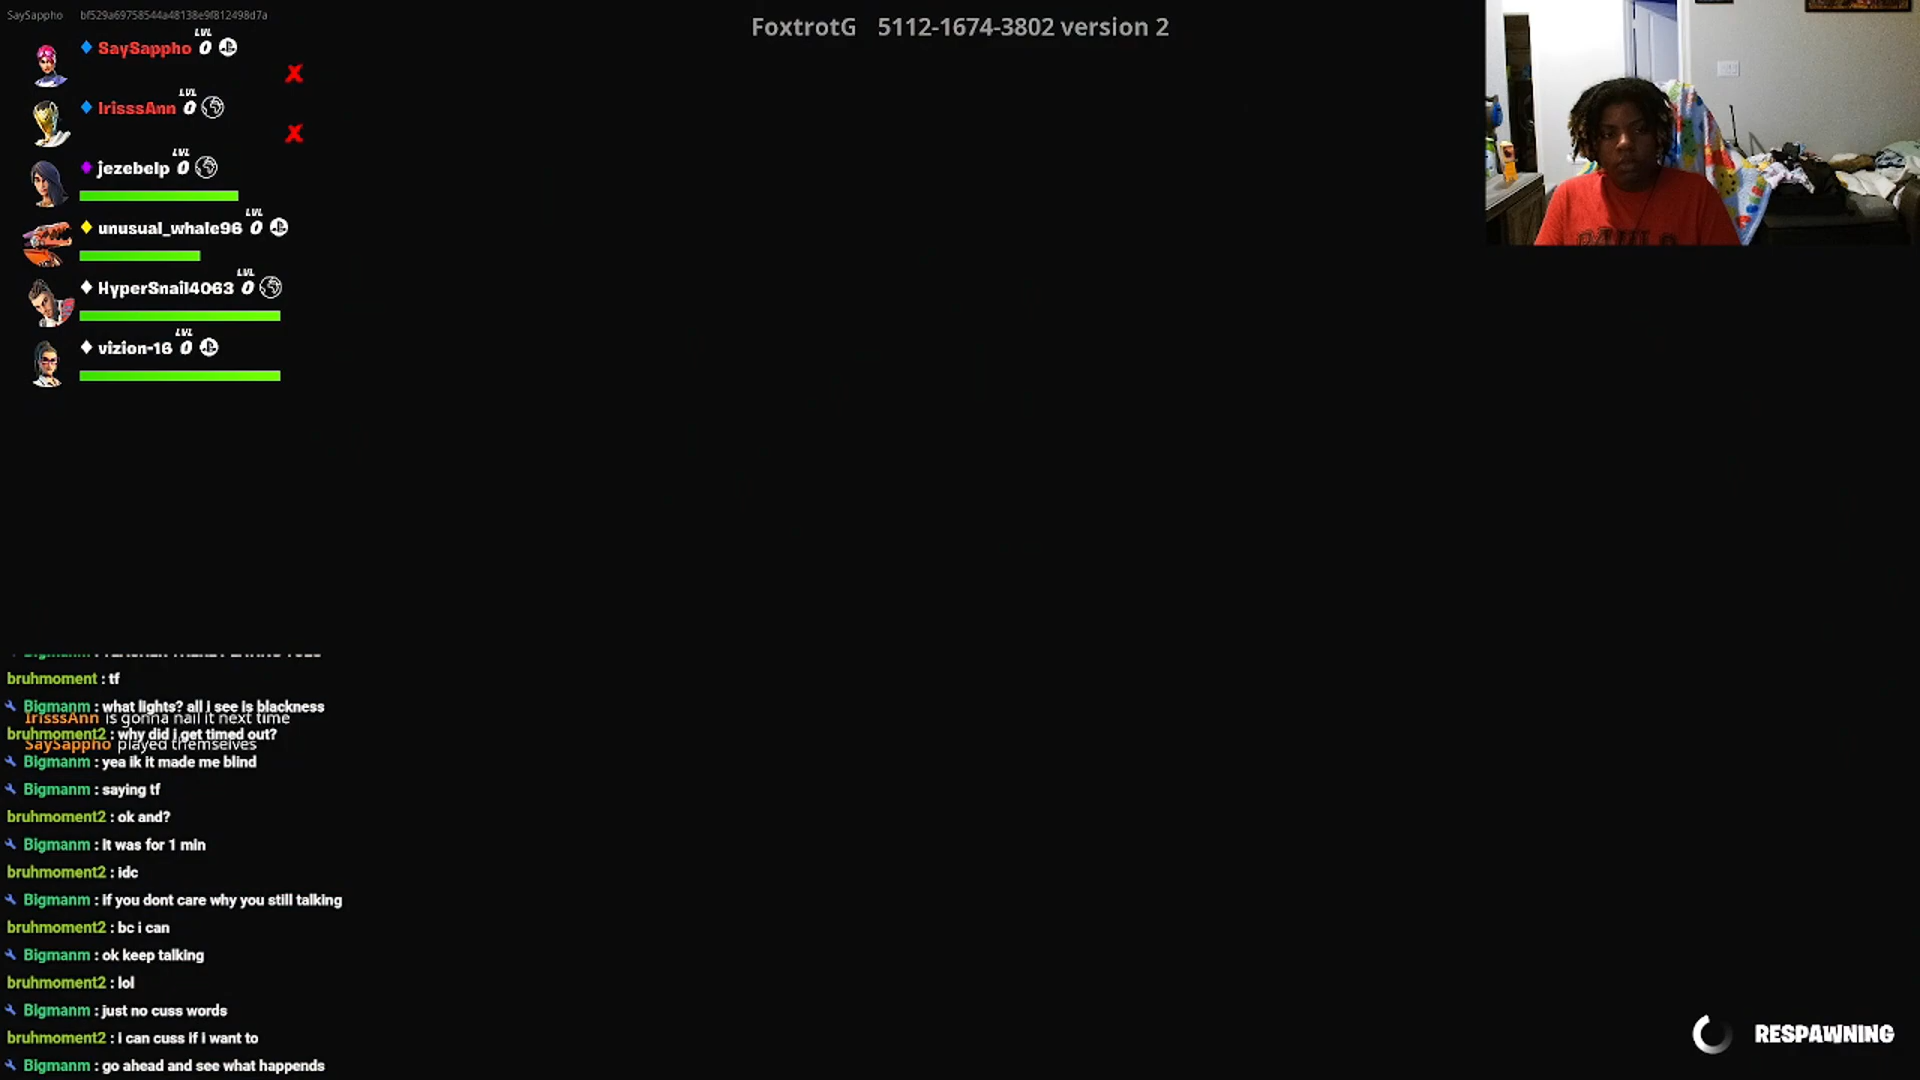 SaySappho bf529a69758544a48138e9f812498d7a
FoxtrotG 5112-1674-3802 version 2
LVL
SaySappho 0
X
LVL
IrisssAnn 0
X
LVL
jezebelp 0
LVL
unusual_whale96 0
LVL
HyperSnail4063 0
LVL
vizion-16 0
Bigmanm :
bruhmoment : tf
Bigmanm : what lights? all i see is blackness
IrisssAnn is gonna nail it next time
bruhmoment2 : why did i get timed out?
SaySappho played themselves
Bigmanm : yea ik it made me blind
Bigmanm : saying tf
bruhmoment2 : ok and?
Bigmanm : it was for 1 min
bruhmoment2 : idc
Bigmanm : if you dont care why you still talking
bruhmoment2 : bc i can
Bigmanm : ok keep talking
bruhmoment2 : lol
Bigmanm : just no cuss words
bruhmoment2 : i can cuss if i want to
Bigmanm : go ahead and see what happends
RESPAWNING